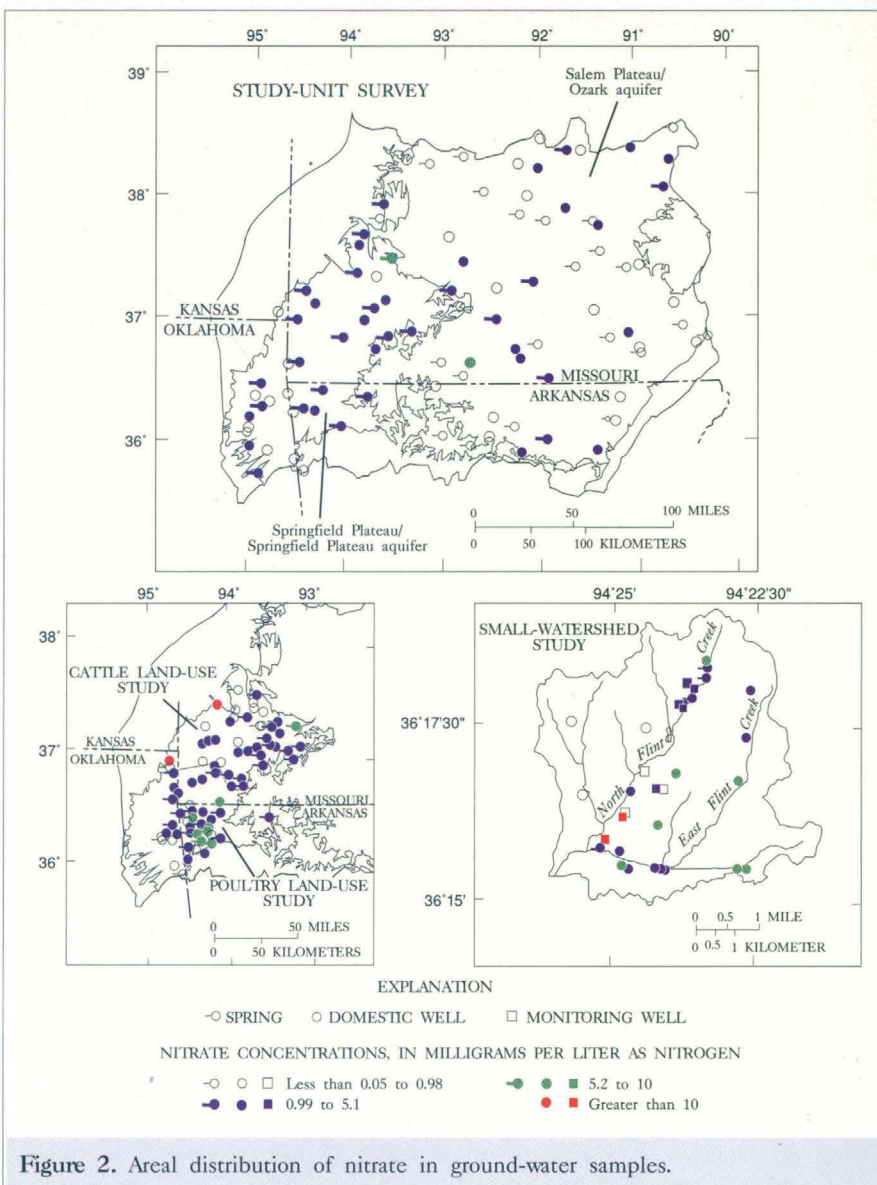 95° 94° 93° 92° 91° 90°
39°
STUDY-UNIT SURVEY
Salem Plateau/
Ozark aquifer
38°
37°
KANSAS
OKLAHOMA
MISSOURI
ARKANSAS
36°
Springfield Plateau/
Springfield Plateau aquifer
0 50 100 MILES
0 50 100 KILOMETERS
95° 94° 93°
38°
CATTLE LAND-USE
STUDY
37°
KANSAS
OKLAHOMA
MISSOURI
ARKANSAS
36°
POULTRY LAND-USE
STUDY
0 50 MILES
0 50 KILOMETERS
94°25' 94°22'30"
SMALL-WATERSHED
STUDY
Creek
36°17'30"
Creek
Flint
North
Flint
East
36°15'
0 0.5 1 MILE
0 0.5 1 KILOMETER
EXPLANATION
SPRING DOMESTIC WELL MONITORING WELL
NITRATE CONCENTRATIONS, IN MILLIGRAMS PER LITER AS NITROGEN
Less than 0.05 to 0.98 5.2 to 10
0.99 to 5.1 Greater than 10
Figure 2. Areal distribution of nitrate in ground-water samples.